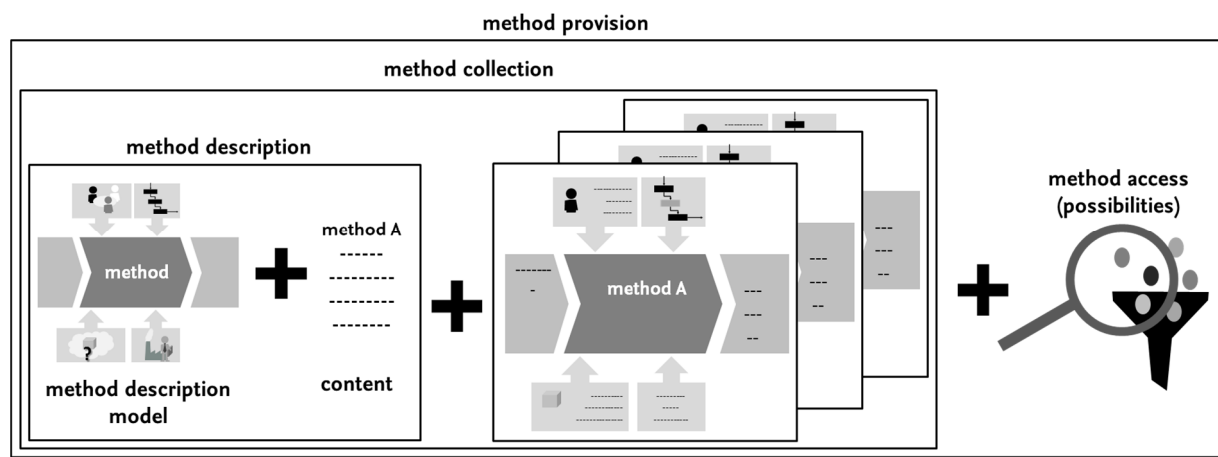 method provision
method collection
method description
method
?
method A
content
method description
model
method A
method access
(possibilities)